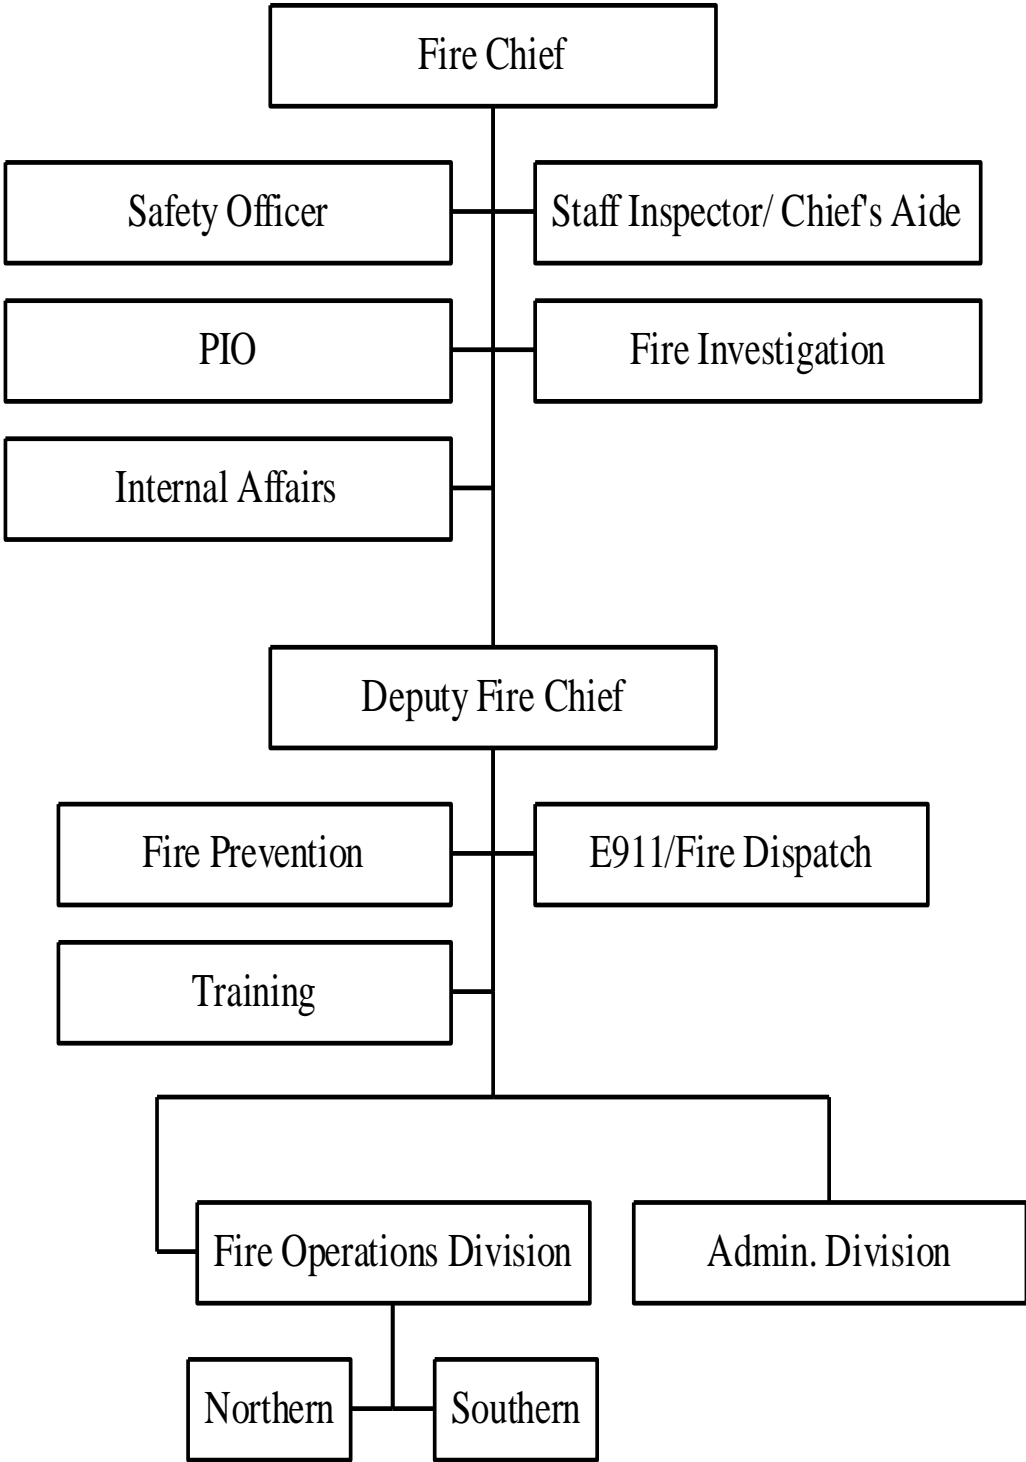 Fire Chief
Safety Officer
Staff Inspector/ Chief's Aide
PIO
Fire Investigation
Internal Affairs
Deputy Fire Chief
Fire Prevention
E911/Fire Dispatch
Training
Fire Operations Division
Admin. Division
Northern
Southern